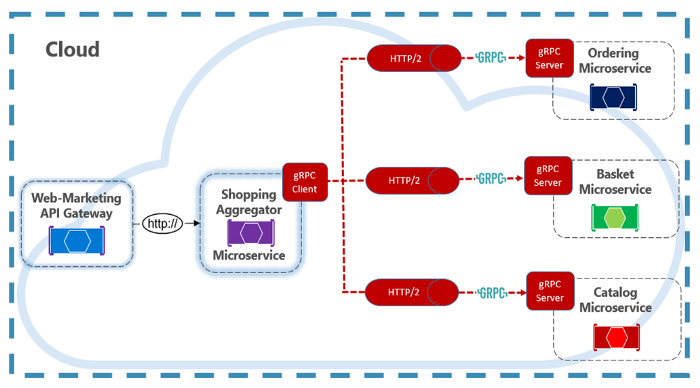 Cloud
Web-Marketing
API Gateway
http://
Shopping
Aggregator
Microservice
gRPC
Client
HTTP/2
GRPC
gRPC
Server
Ordering
Microservice
HTTP/2
GRPC
gRPC
Server
Basket
Microservice
HTTP/2
GRPC
gRPC
Server
Catalog
Microservice